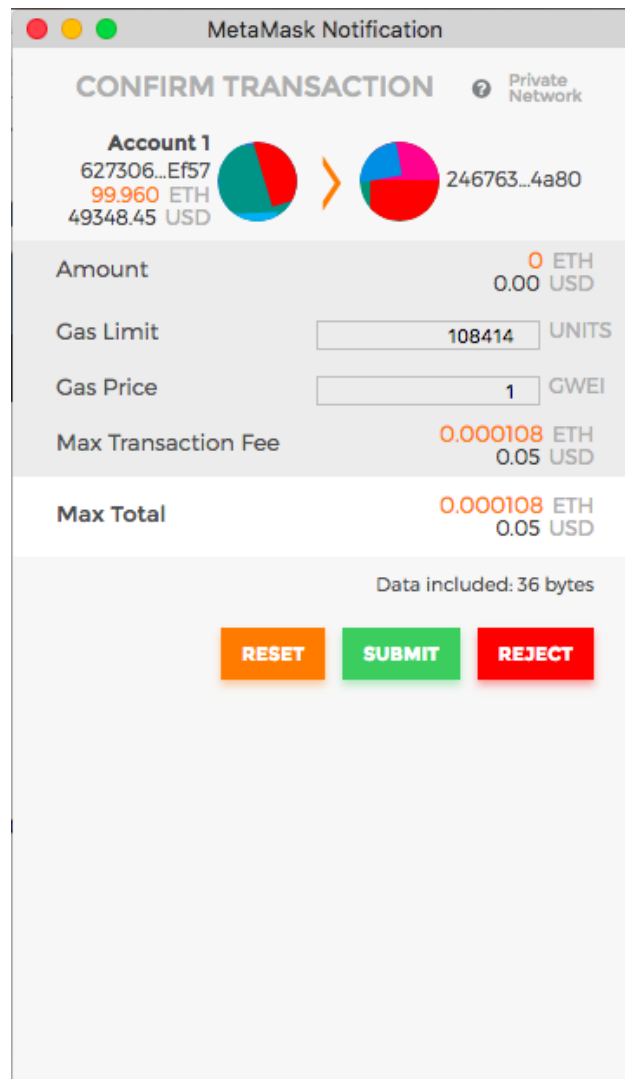 MetaMask Notification
CONFIRM TRANSACTION ? Private Network
Account 1
627306...Ef57
99.960 ETH
49348.45 USD
246763...4a80
Amount 0 ETH
0.00 USD
Gas Limit 108414 UNITS
Gas Price 1 GWEI
Max Transaction Fee 0.000108 ETH
0.05 USD
Max Total 0.000108 ETH
0.05 USD
Data included: 36 bytes
RESET SUBMIT REJECT